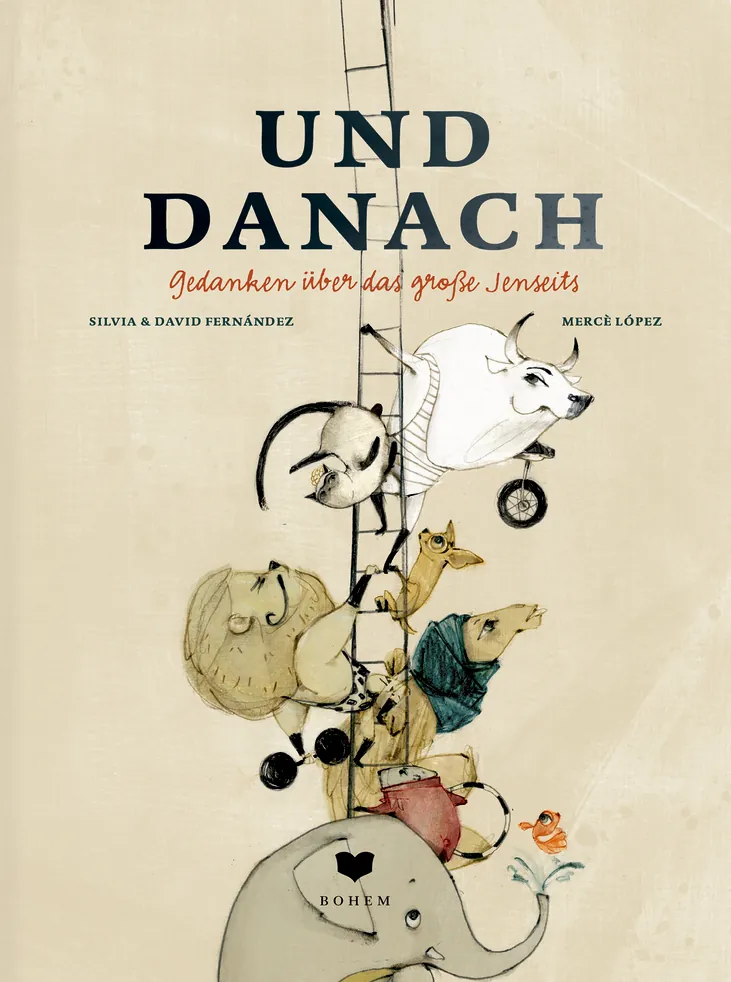 UND
DANACH
Gedanken über das große Jenseits
SILVIA & DAVID FERNÁNDEZ
MERCÈ LÓPEZ
BOHEM